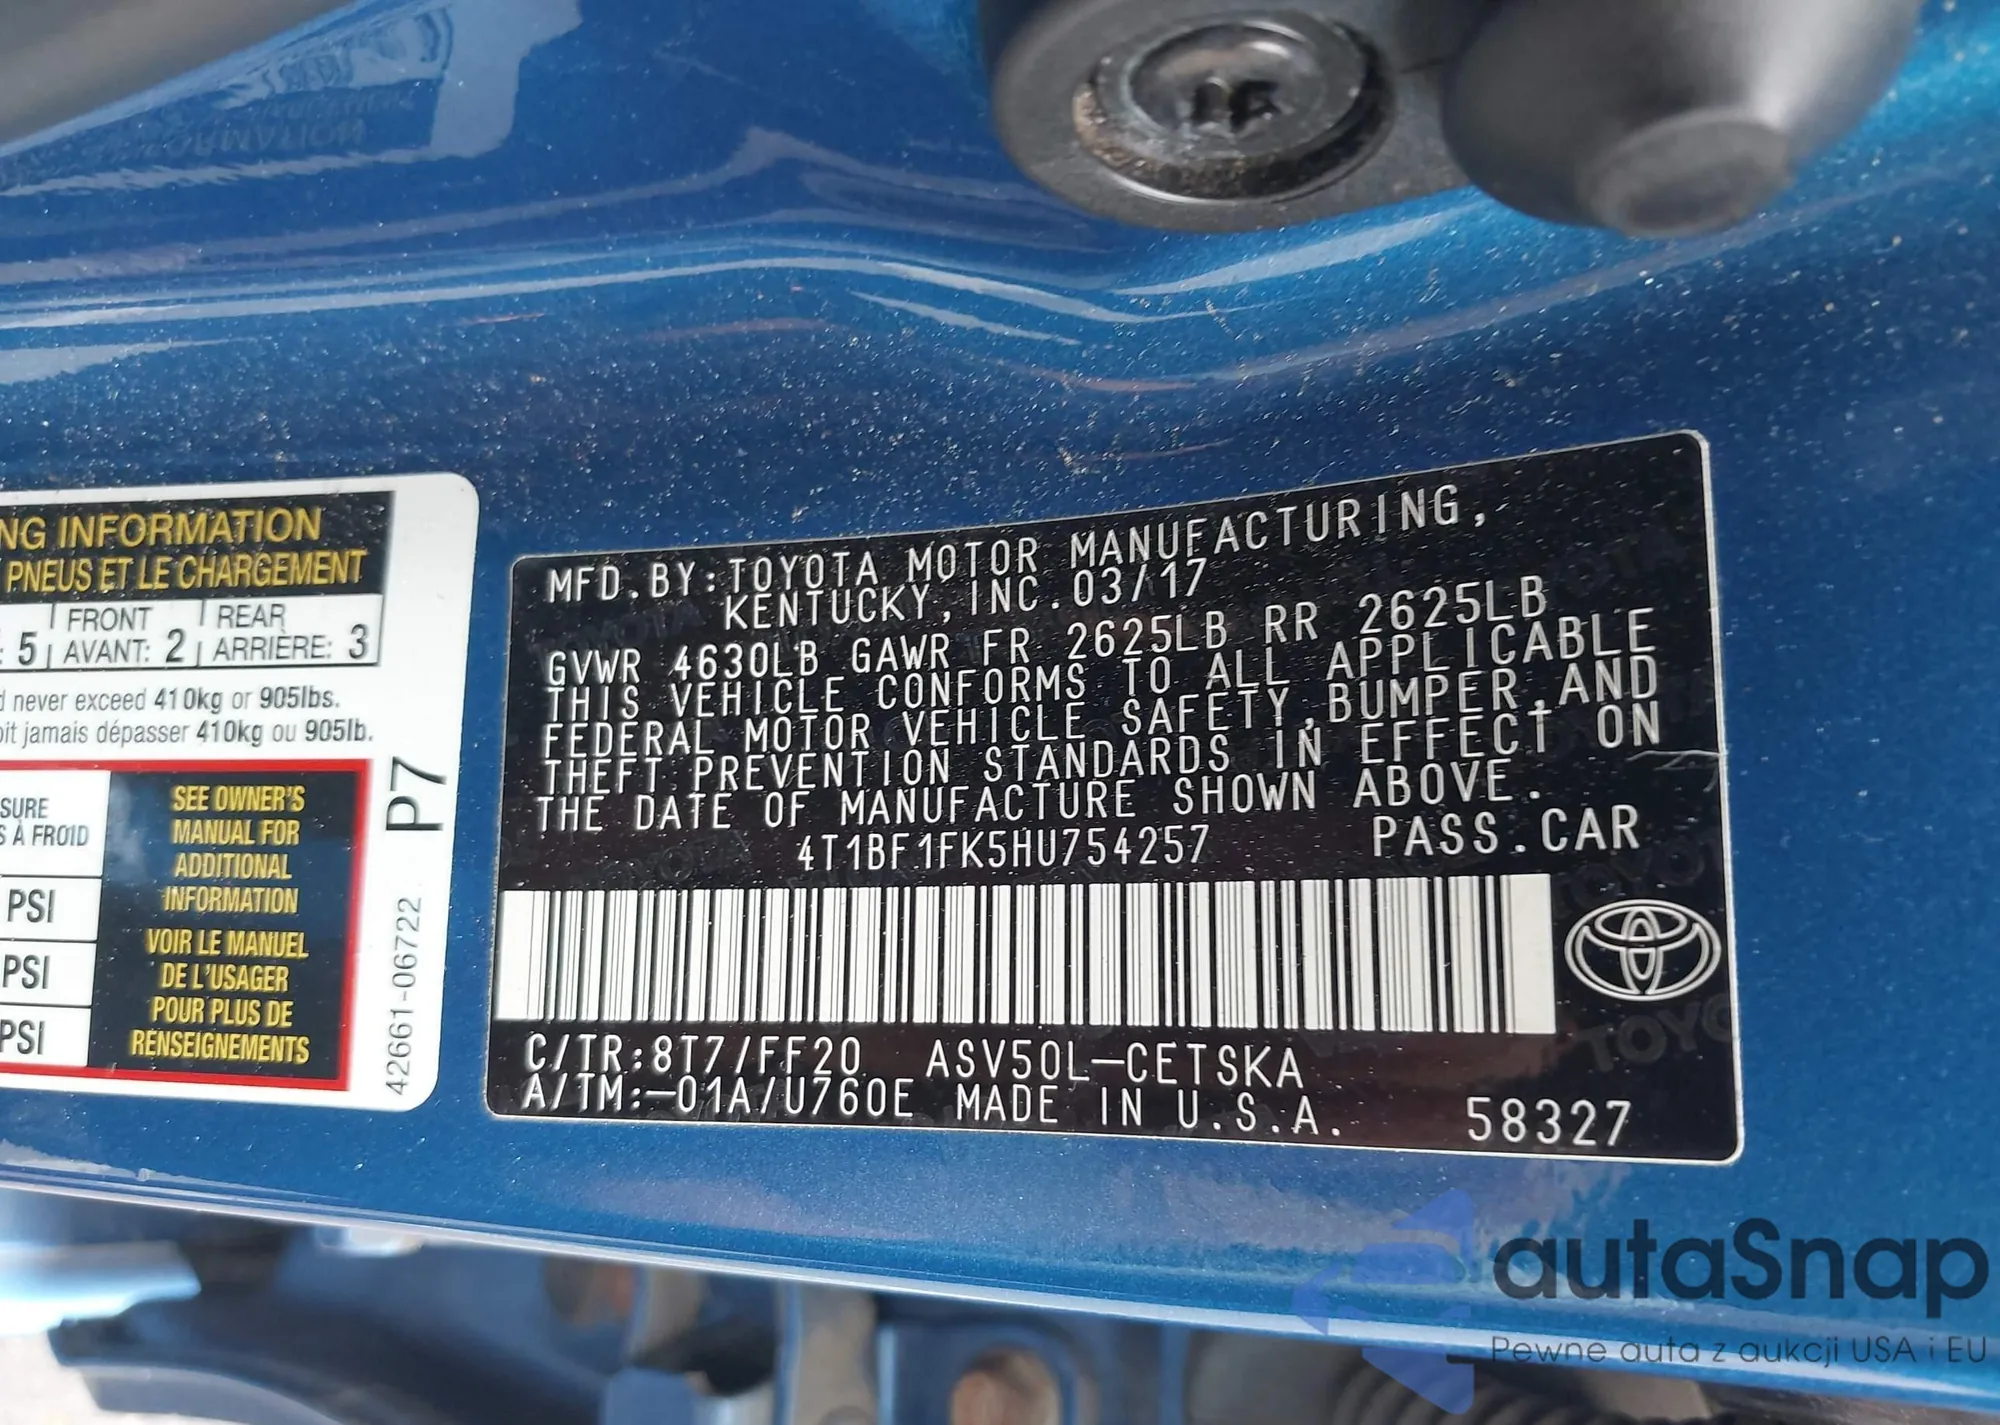 NG INFORMATION
PNEUS ET LE CHARGEMENT
FRONT REAR
: 5 AVANT: 2 ARRIÈRE: 3
never exceed 410kg or 905lbs.
oit jamais dépasser 410kg ou 905lb.
SURE
S À FROID
PSI
PSI
PSI
SEE OWNER'S
MANUAL FOR
ADDITIONAL
INFORMATION
VOIR LE MANUEL
DE L'USAGER
POUR PLUS DE
RENSEIGNEMENTS
P7
42661-06722
MFD.BY:TOYOTA MOTOR MANUFACTURING,
KENTUCKY,INC.03/17
GVWR 4630LB GAWR FR 2625LB RR 2625LB
THIS VEHICLE CONFORMS TO ALL APPLICABLE
FEDERAL MOTOR VEHICLE SAFETY,BUMPER,AND
THEFT PREVENTION STANDARDS IN EFFECT ON
THE DATE OF MANUFACTURE SHOWN ABOVE.
4T1BF1FK5HU754257 PASS.CAR
C/TR:8T7/FF20 ASV50L-CETSKA
A/TM:-01A/U760E MADE IN U.S.A. 58327
autaSnap
Pewne auta z aukcji USA i EU